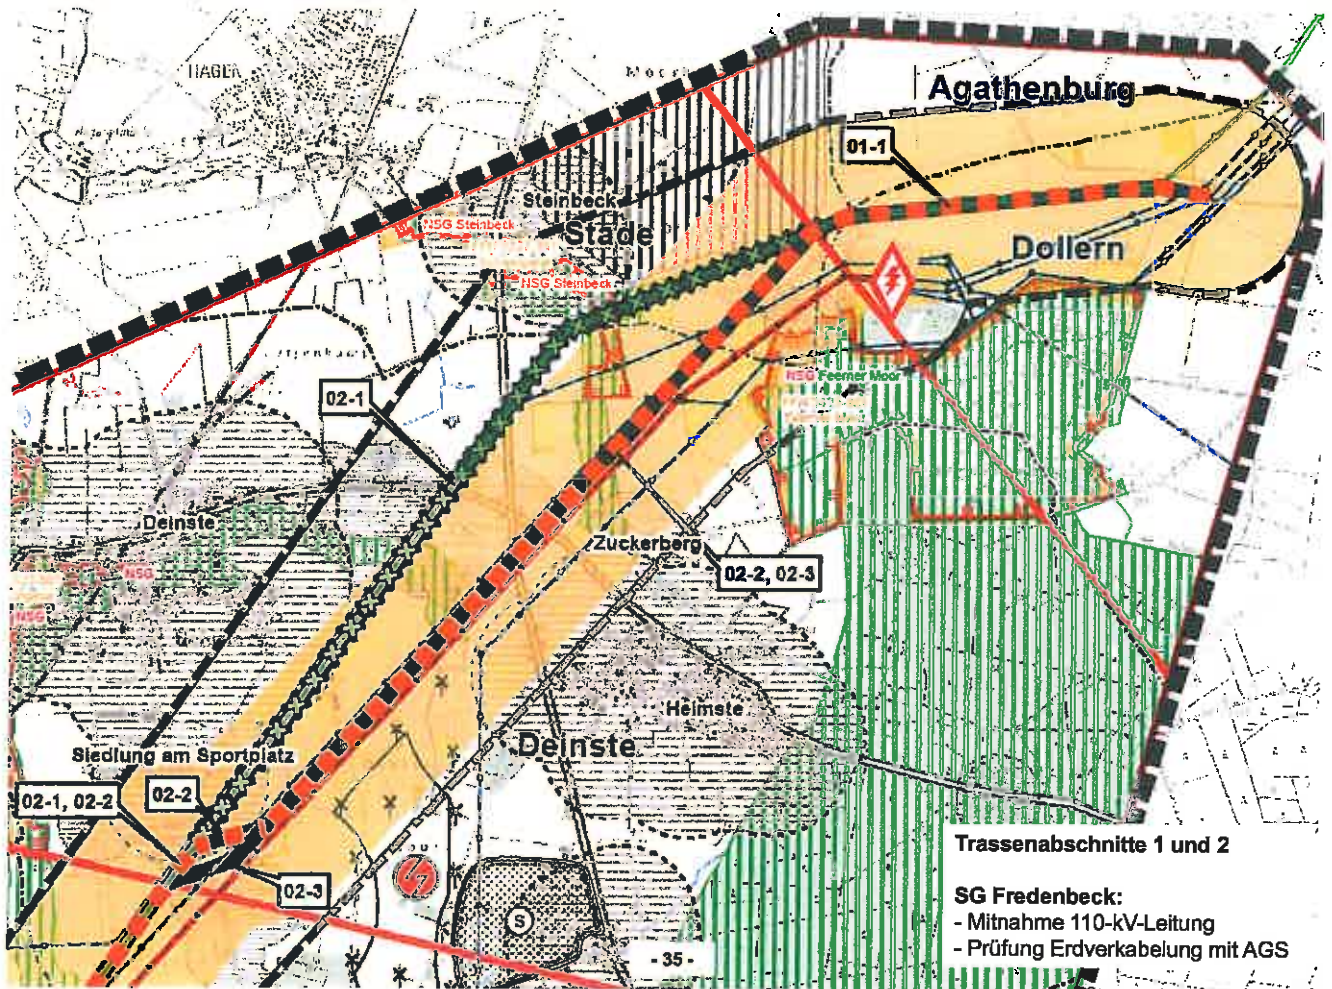 HAGEN
Agathenburg
01-1
Steinbeck
NSG Steinbeck
Stade
NSG Steinbeck
Dollern
NSG Feerner Moor
02-1
Deinste
NSG
NSG
Zuckerberg
02-2, 02-3
Heimste
Deinste
Siedlung am Sportplatz
02-1, 02-2
02-2
02-3
S
- 35 -
Trassenabschnitte 1 und 2
SG Fredenbeck:
- Mitnahme 110-kV-Leitung
- Prüfung Erdverkabelung mit AGS